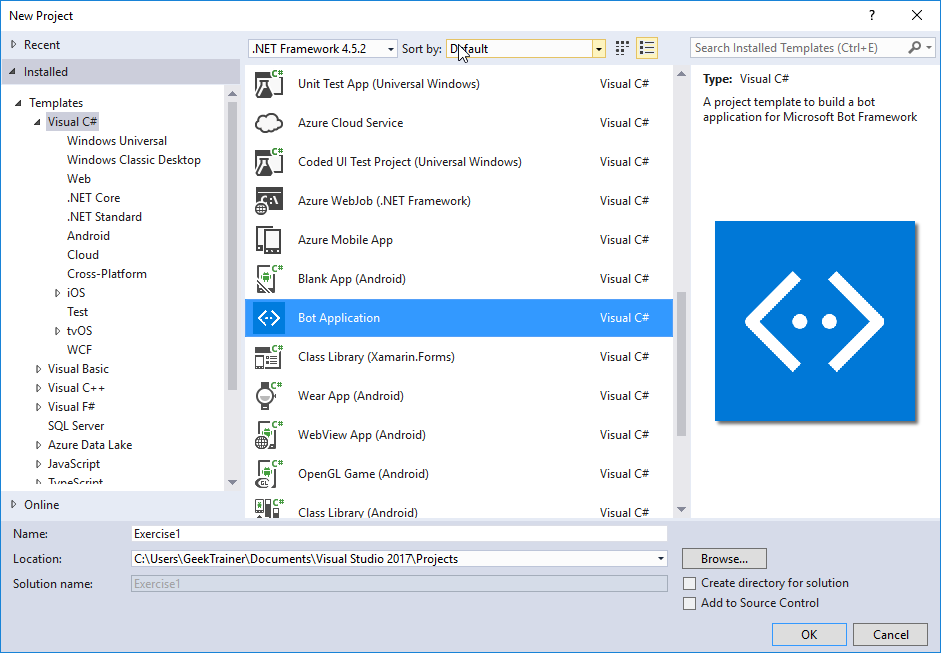 New Project
Recent
.NET Framework 4.5.2
Sort by:
Default
Search Installed Templates (Ctrl+E)
Installed
Templates
Visual C#
Windows Universal
Windows Classic Desktop
Web
.NET Core
.NET Standard
Android
Cloud
Cross-Platform
iOS
Test
tvOS
WCF
Visual Basic
Visual C++
Visual F#
SQL Server
Azure Data Lake
JavaScript
TypeScript
Online
Unit Test App (Universal Windows) Visual C#
Azure Cloud Service Visual C#
Coded UI Test Project (Universal Windows) Visual C#
Azure WebJob (.NET Framework) Visual C#
Azure Mobile App Visual C#
Blank App (Android) Visual C#
Bot Application Visual C#
Class Library (Xamarin.Forms) Visual C#
Wear App (Android) Visual C#
WebView App (Android) Visual C#
OpenGL Game (Android) Visual C#
Class Library (Android) Visual C#
Type: Visual C#
A project template to build a bot
application for Microsoft Bot Framework
Name: Exercise1
Location: C:\Users\GeekTrainer\Documents\Visual Studio 2017\Projects
Browse...
Solution name: Exercise1
Create directory for solution
Add to Source Control
OK
Cancel